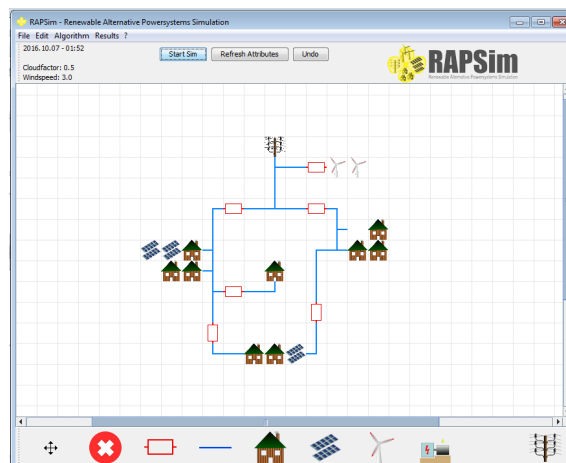 RAPSim - Renewable Alternative Powersystems Simulation
File Edit Algorithm Results ?
2016.10.07 - 01:52
Start Sim Refresh Attributes Undo
Cloudfactor: 0.5
Windspeed: 3.0
RAPSim
Renewable Alternative Powersystems Simulation